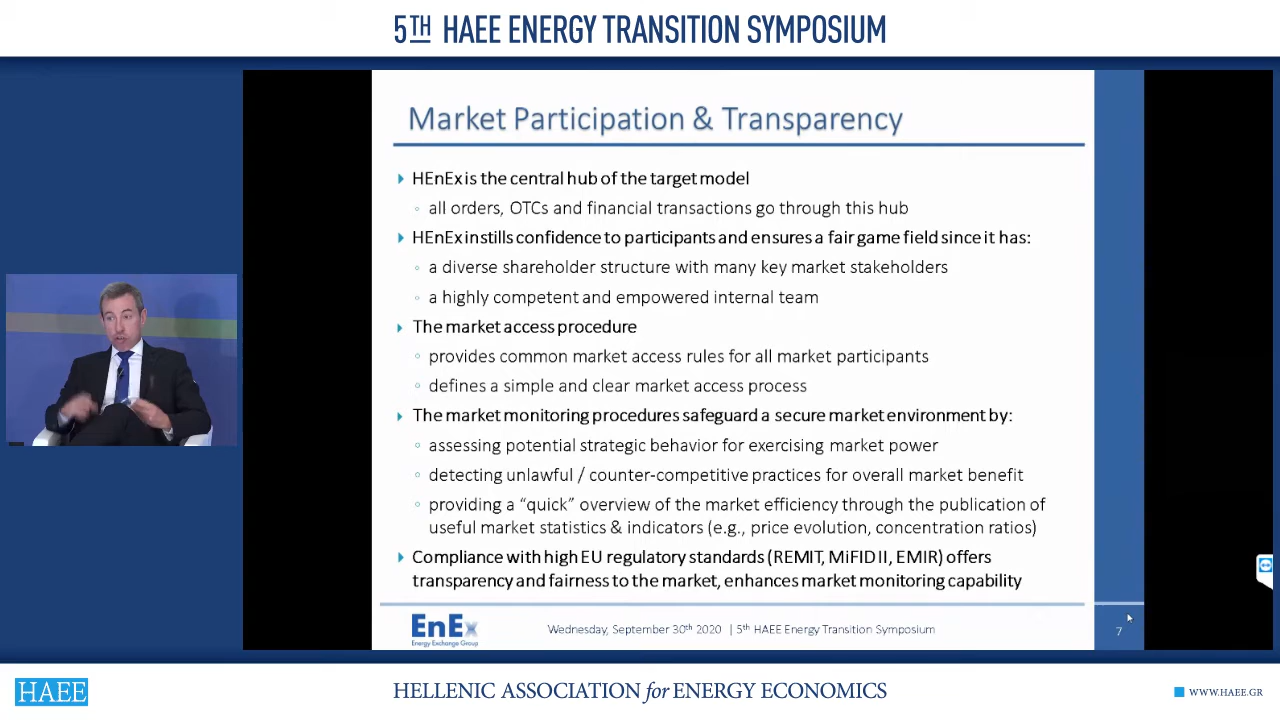 5TH HAEE ENERGY TRANSITION SYMPOSIUM
Market Participation & Transparency
HEnEx is the central hub of the target model
all orders, OTCs and financial transactions go through this hub
HEnEx instills confidence to participants and ensures a fair game field since it has:
a diverse shareholder structure with many key market stakeholders
a highly competent and empowered internal team
The market access procedure
provides common market access rules for all market participants
defines a simple and clear market access process
The market monitoring procedures safeguard a secure market environment by:
assessing potential strategic behavior for exercising market power
detecting unlawful / counter-competitive practices for overall market benefit
providing a “quick” overview of the market efficiency through the publication of
useful market statistics & indicators (e.g., price evolution, concentration ratios)
Compliance with high EU regulatory standards (REMIT, MiFID II, EMIR) offers
transparency and fairness to the market, enhances market monitoring capability
EnEx
Energy Exchange Group
Wednesday, September 30th 2020 | 5th HAEE Energy Transition Symposium
7
HAEE
HELLENIC ASSOCIATION for ENERGY ECONOMICS
WWW.HAEE.GR